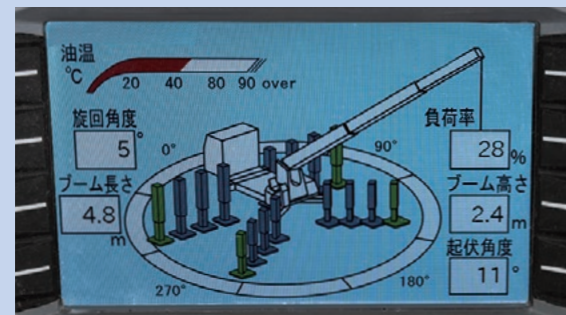 油温
℃
20 40 80 90 over
旋回角度
5°
0°
90°
負荷率
28%
ブーム長さ
4.8m
ブーム高さ
2.4m
起伏角度
11°
270°
180°